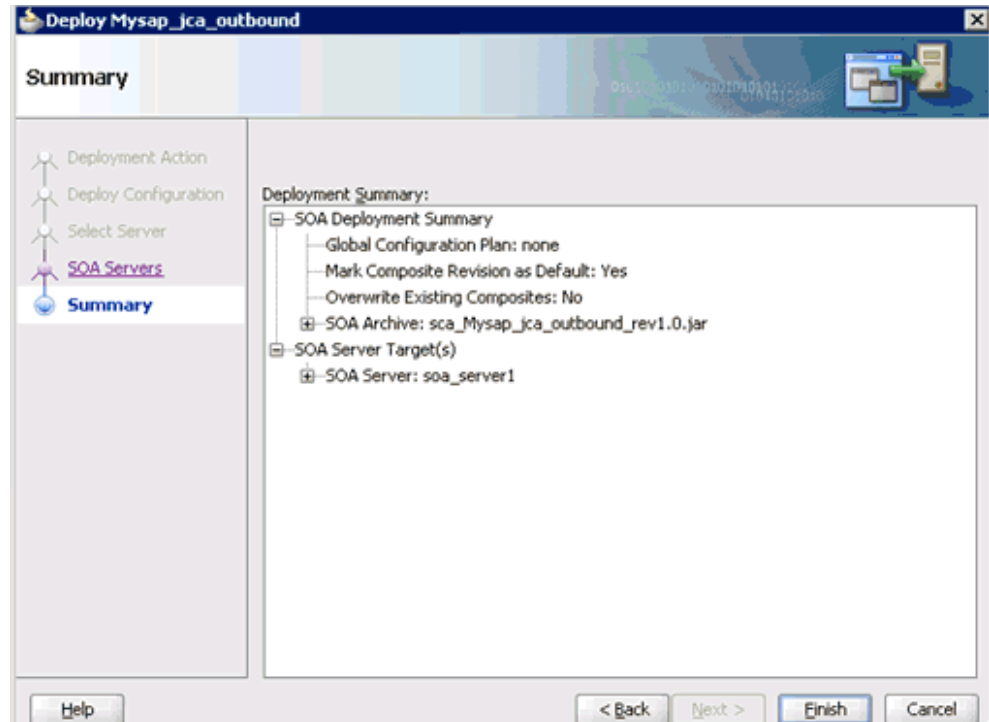 Deploy Mysap_jca_outbound
Summary
Deployment Action
Deploy Configuration
Select Server
SOA Servers
Summary
Deployment Summary:
SOA Deployment Summary
Global Configuration Plan: none
Mark Composite Revision as Default: Yes
Overwrite Existing Composites: No
SOA Archive: sca_Mysap_jca_outbound_rev1.0.jar
SOA Server Target(s)
SOA Server: soa_server1
Help
< Back
Next >
Finish
Cancel